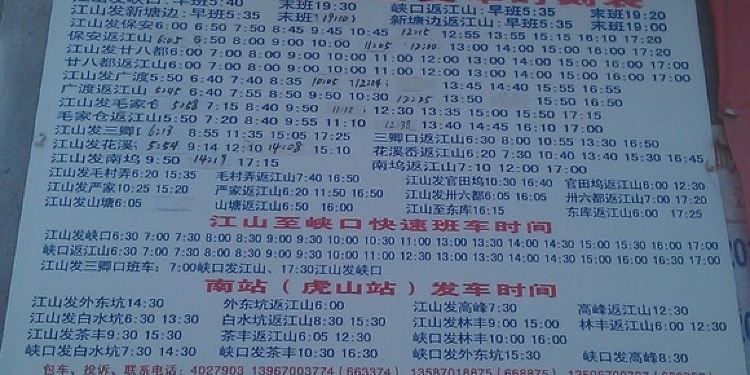 江山发峡口:早班5:40 末班19:30 峡口返江山:早班5:35 末班19:20
江山发新塘边:早班5:35 末班 新塘边返江山:早班5:35 末班19:00
江山发保安6:00 6:50 7:50 8:45 9:45 10:45 12:15 12:55 13:35 14:55 15:15 16:10 17:20
保安返江山 6:05 6:50 8:00 9:00 10:00 11:05 12:20 13:00 14:00 15:00 16:00 17:20
江山发廿八都6:00 7:00 8:00 9:00 10:00 11:00 12:00 13:00 14:00 15:00 16:00 17:00
廿八都返江山6:00 7:00 8:00 9:00 10:00 11:00 12:00 13:00 14:00 15:00 16:00 17:00
江山发广渡5:50 6:40 7:40 8:35 10:05 13:45 14:40 15:55 16:55
广渡返江山 6:50 8:40 9:50 10:30 12:25 13:50 15:50 16:50
江山发毛家仓 7:15 8:40 9:50 12:30 13:35 15:00 15:50 17:00
毛家仓返江山5:50 7:20 8:40 9:55 11:10 12:38 13:40 14:45 16:10 17:10
江山发三卿口 6:13 8:55 11:35 15:05 17:25 三卿口返江山6:30 8:00 10:55 13:30 16:50
江山发花溪 9:14 12:10 14:08 15:10 花溪岙返江山6:20 7:30 10:40 13:40 15:30 16:45
江山发南坞 9:50 14:19 17:15 南坞返江山7:10 12:00 17:00
江山发毛村弄6:20 15:35 毛村弄返江山7:40 16:50 江山发官田坞10:30 16:40 官田坞返江山6:00 12:30
江山发严家10:25 15:20 严家返江山6:20 11:50 16:30 江山发卅六都6:05 16:05 卅六都返江山7:05 17:00
江山发山塘6:05 山塘返江山6:50 16:50 江山至东库16:15 东库返江山6:00 17:25
江山至峡口快速班车时间
江山发峡口6:30 7:00 7:30 8:00 8:30 9:00 9:30 10:00 10:30 11:00 13:00 13:30 14:00 14:30 15:00 15:30 16:00 17:00
峡口返江山6:30 7:00 7:30 8:00 8:30 9:00 9:30 10:00 10:30 11:00 13:00 13:30 14:00 14:30 15:00 15:30 16:00 17:00
江山发三卿口班车: 7:00峡口发江山、17:30江山发峡口
南站(虎山站)发车时间
江山发外东坑14:30 外东坑返江山6:00 江山发高峰7:30 高峰返江山12:30
江山发白水坑6:30 13:30 白水坑返江山8:30 15:30 江山发林丰9:00 15:00 林丰返江山6:00 12:30
江山发茶丰9:30 15:30 茶丰返江山6:05 12:30 峡口发林丰10:00 16:00
峡口发白水坑7:30 14:30 峡口发茶丰10:30 16:30 峡口发外东坑15:30 峡口发高峰8:30
包车、投诉、联系电话: 4027903 13967003774(663374) 13587018875(668875)